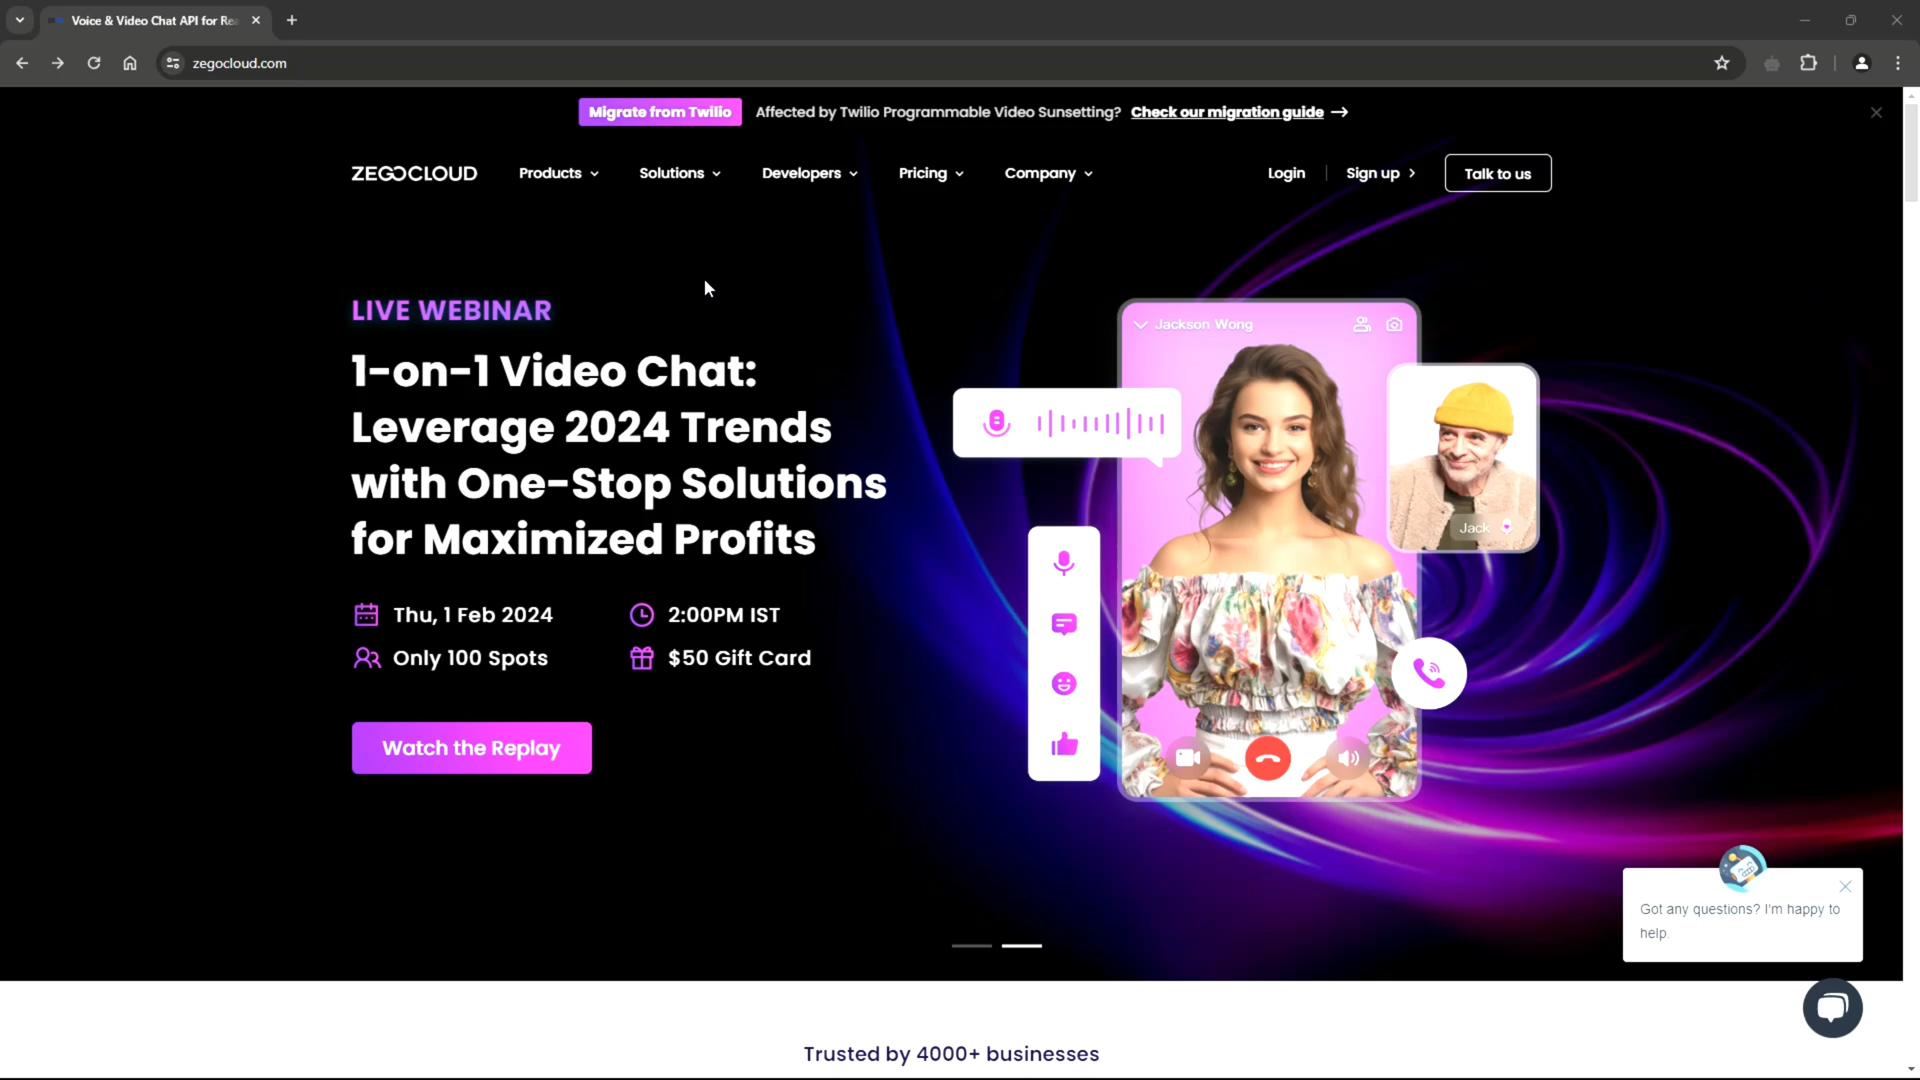 Voice & Video Chat API for Rea
zegocloud.com
Migrate from Twilio Affected by Twilio Programmable Video Sunsetting? Check our migration guide →
ZEGOCLOUD Products Solutions Developers Pricing Company Login Sign up Talk to us
LIVE WEBINAR
1-on-1 Video Chat:
Leverage 2024 Trends
with One-Stop Solutions
for Maximized Profits
Thu, 1 Feb 2024 2:00PM IST
Only 100 Spots $50 Gift Card
Watch the Replay
Jackson Wong
Jack
Got any questions? I'm happy to
help.
Trusted by 4000+ businesses